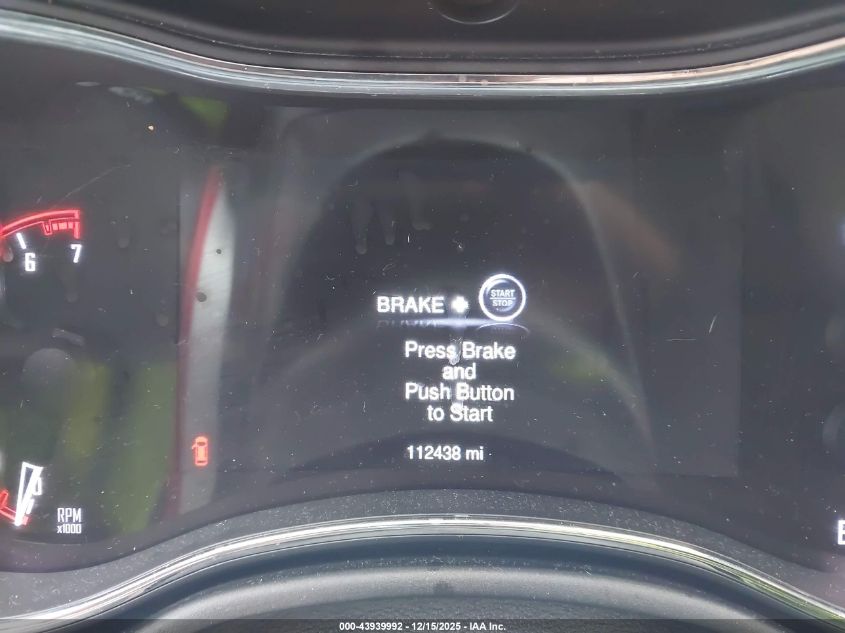 6
7
BRAKE + START
STOP
Press Brake
and
Push Button
to Start
112438 mi
0
RPM
x1000
E
000-43939992 - 12/15/2025 - IAA Inc.